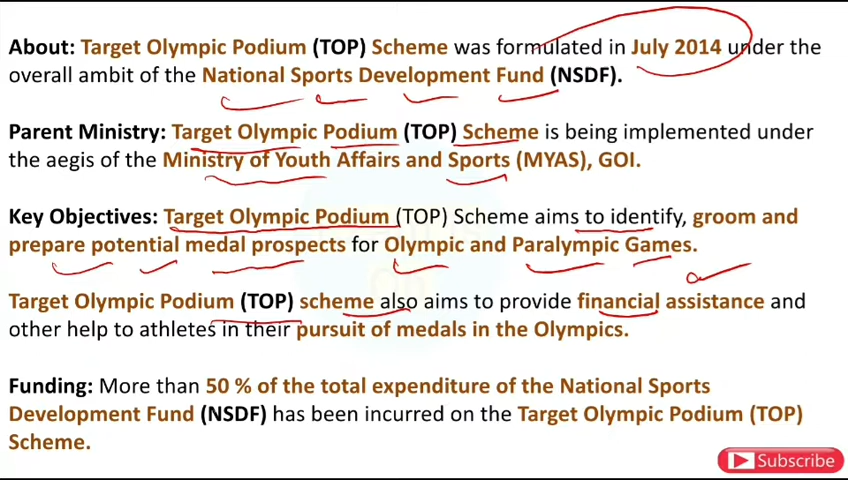 About: Target Olympic Podium (TOP) Scheme was formulated in July 2014 under the
overall ambit of the National Sports Development Fund (NSDF).
Parent Ministry: Target Olympic Podium (TOP) Scheme is being implemented under
the aegis of the Ministry of Youth Affairs and Sports (MYAS), GOI.
Key Objectives: Target Olympic Podium (TOP) Scheme aims to identify, groom and
prepare potential medal prospects for Olympic and Paralympic Games.
Target Olympic Podium (TOP) scheme also aims to provide financial assistance and
other help to athletes in their pursuit of medals in the Olympics.
Funding: More than 50 % of the total expenditure of the National Sports
Development Fund (NSDF) has been incurred on the Target Olympic Podium (TOP)
Scheme.
Subscribe